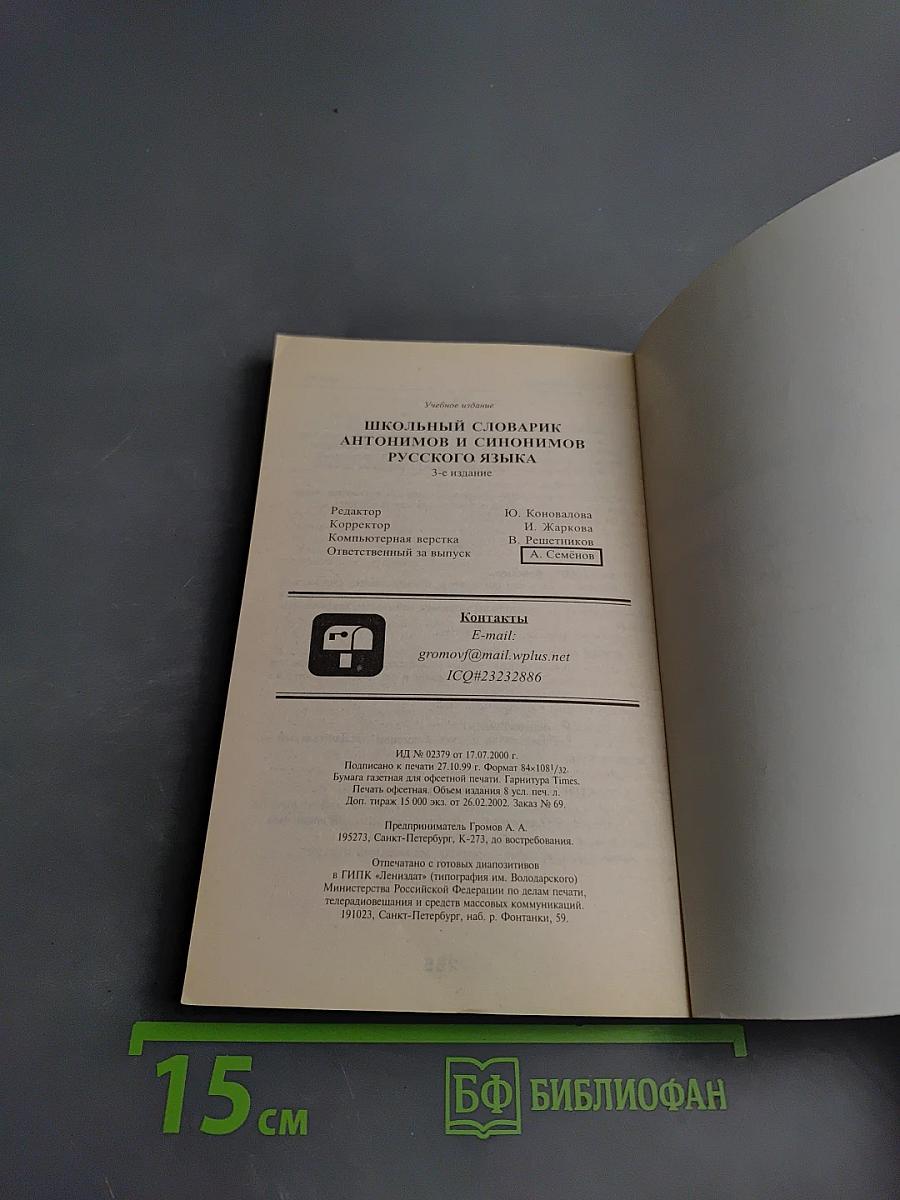 Учебное издание
ШКОЛЬНЫЙ СЛОВАРИК
АНТОНИМОВ И СИНОНИМОВ
РУССКОГО ЯЗЫКА
3-е издание
Редактор Ю. Коновалова
Корректор И. Жаркова
Компьютерная верстка В. Решетников
Ответственный за выпуск А. Семёнов
Контакты
E-mail:
gromovf@mail.wplus.net
ICQ#23232886
ИД № 02379 от 17.07.2000 г.
Подписано к печати 27.10.99 г. Формат 84×108 1/32.
Бумага газетная для офсетной печати. Гарнитура Times.
Печать офсетная. Объем издания 8 усл. печ. л.
Доп. тираж 15 000 экз. от 26.02.2002. Заказ № 69.
Предприниматель Громов А. А.
195273, Санкт-Петербург, К-273, до востребования.
Отпечатано с готовых диапозитивов
в ГИПК «Лениздат» (типография им. Володарского)
Министерства Российской Федерации по делам печати,
телерадиовещания и средств массовых коммуникаций.
191023, Санкт-Петербург, наб. р. Фонтанки, 59.
15 см
БФ БИБЛИОФАН